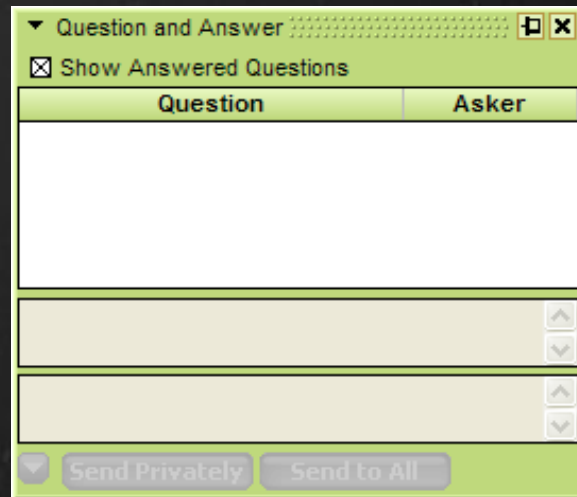 Question and Answer
Show Answered Questions
Question Asker
Send Privately Send to All